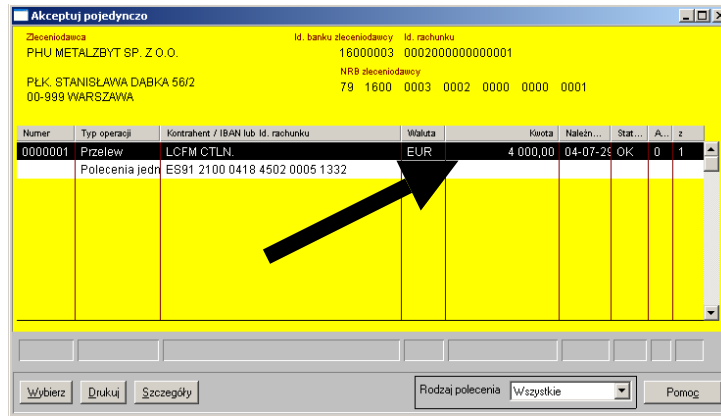 Akceptuj pojedynczo
Zleceniodawca Id. banku zleceniodawcy Id. rachunku
PHU METALZBYT SP. Z O.O. 16000003 0002000000000001
NRB zleceniodawcy
PŁK. STANISŁAWA DĄBKA 56/2 79 1600 0003 0002 0000 0000 0001
00-999 WARSZAWA
Numer Typ operacji Kontrahent / IBAN lub Id. rachunku Waluta Kwota Należn... Stat... A... z
0000001 Przelew LCFM CTLN. EUR 4 000,00 04-07-29 OK 0 1
Polecenia jedn ES91 2100 0418 4502 0005 1332
Wybierz Drukuj Szczegóły Rodzaj polecenia Wszystkie Pomoc